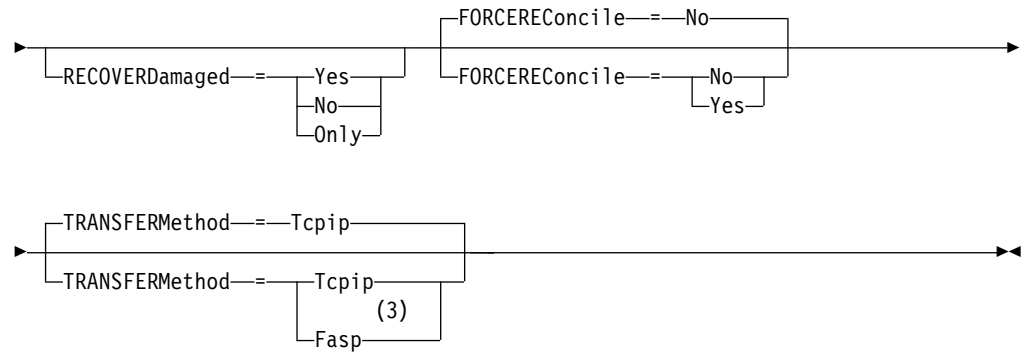 FORCEREConcile = No
RECOVERDamaged = Yes
No
Only
FORCEREConcile = No
Yes
TRANSFERMethod = Tcpip
TRANSFERMethod = Tcpip
(3)
Fasp